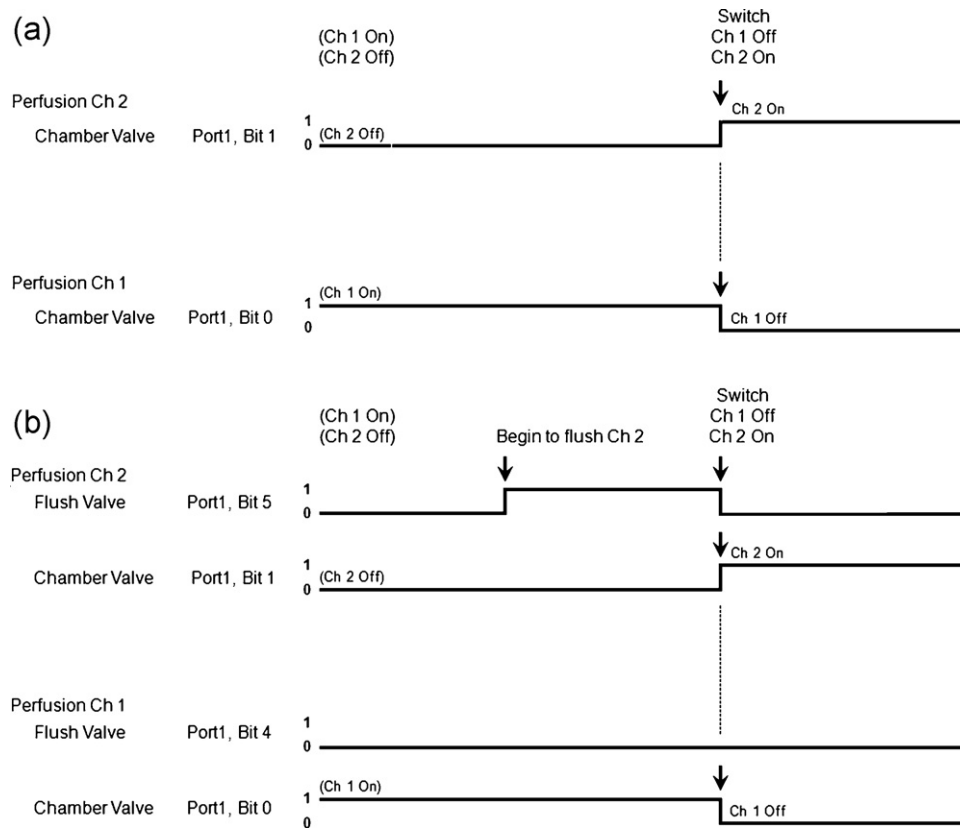 (a)
(Ch 1 On)
(Ch 2 Off)
Switch
Ch 1 Off
Ch 2 On
Perfusion Ch 2
Chamber Valve Port1, Bit 1
1
0
(Ch 2 Off)
Ch 2 On
Perfusion Ch 1
Chamber Valve Port1, Bit 0
1
0
(Ch 1 On)
Ch 1 Off
(b)
(Ch 1 On)
(Ch 2 Off)
Begin to flush Ch 2
Switch
Ch 1 Off
Ch 2 On
Perfusion Ch 2
Flush Valve Port1, Bit 5
1
0
Chamber Valve Port1, Bit 1
1
0
(Ch 2 Off)
Ch 2 On
Perfusion Ch 1
Flush Valve Port1, Bit 4
1
0
Chamber Valve Port1, Bit 0
1
0
(Ch 1 On)
Ch 1 Off